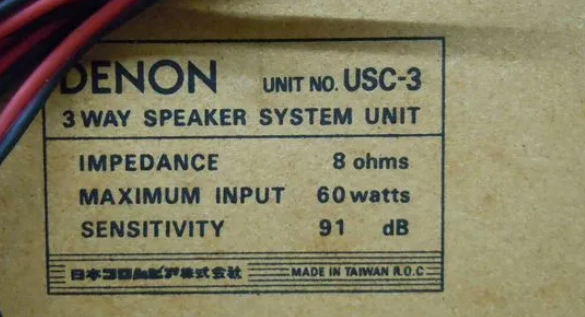 DENON UNIT NO. USC-3
3 WAY SPEAKER SYSTEM UNIT
IMPEDANCE 8 ohms
MAXIMUM INPUT 60 watts
SENSITIVITY 91 dB
日本コロムビア株式会社 MADE IN TAIWAN R.O.C